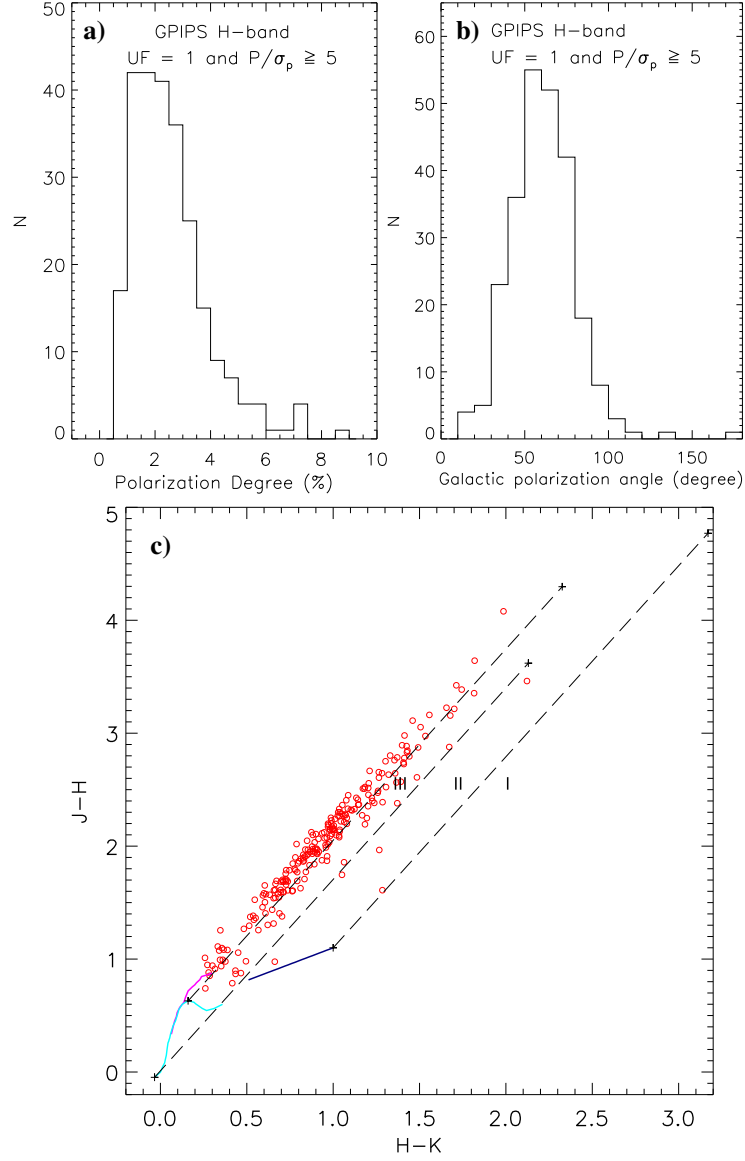 a)
GPIPS H-band
UF = 1 and P/σp ≧ 5
50
40
30
20
10
0
N
0 2 4 6 8 10
Polarization Degree (%)
b)
GPIPS H-band
UF = 1 and P/σp ≧ 5
60
50
40
30
20
10
0
N
0 50 100 150
Galactic polarization angle (degree)
c)
5
4
3
2
1
0
J-H
III II I
0.0 0.5 1.0 1.5 2.0 2.5 3.0
H-K